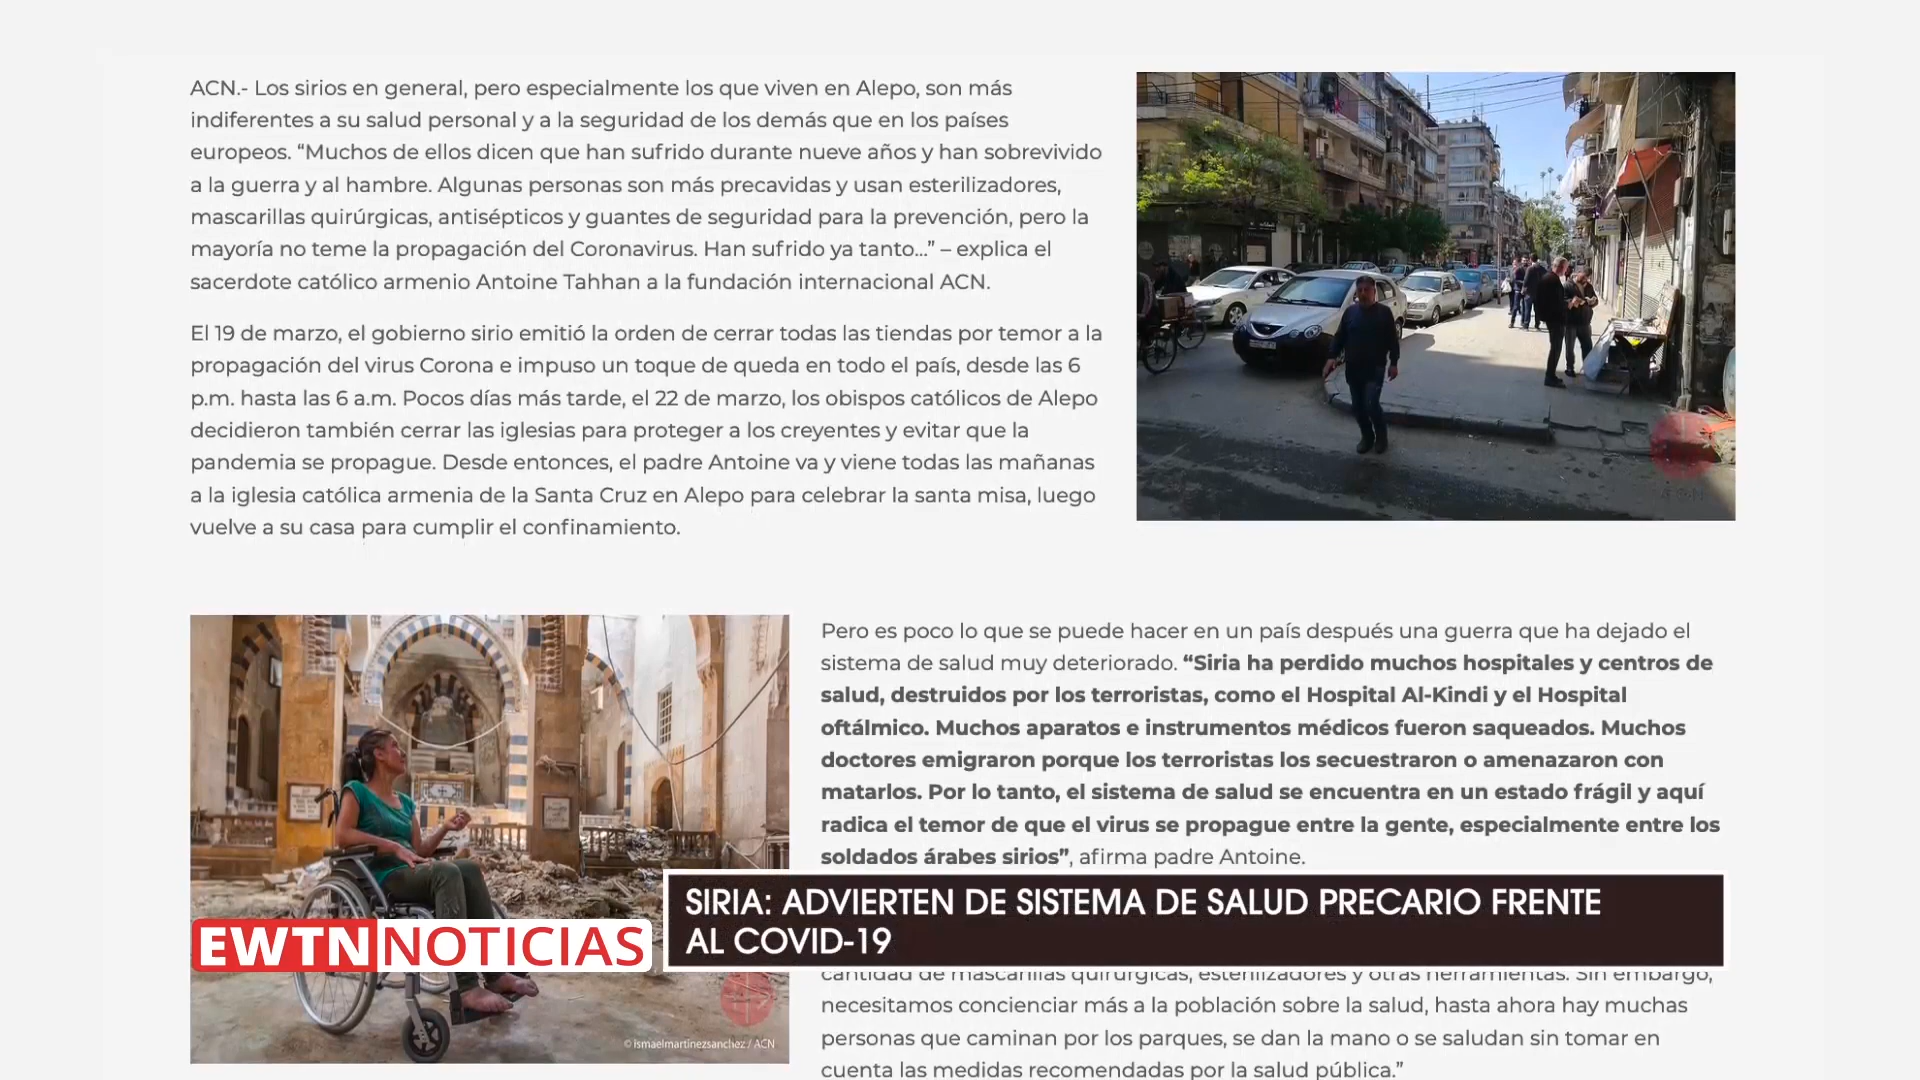 ACN.- Los sirios en general, pero especialmente los que viven en Alepo, son más
indiferentes a su salud personal y a la seguridad de los demás que en los países
europeos. “Muchos de ellos dicen que han sufrido durante nueve años y han sobrevivido
a la guerra y al hambre. Algunas personas son más precavidas y usan esterilizadores,
mascarillas quirúrgicas, antisépticos y guantes de seguridad para la prevención, pero la
mayoría no teme la propagación del Coronavirus. Han sufrido ya tanto...” – explica el
sacerdote católico armenio Antoine Tahhan a la fundación internacional ACN.
El 19 de marzo, el gobierno sirio emitió la orden de cerrar todas las tiendas por temor a la
propagación del virus Corona e impuso un toque de queda en todo el país, desde las 6
p.m. hasta las 6 a.m. Pocos días más tarde, el 22 de marzo, los obispos católicos de Alepo
decidieron también cerrar las iglesias para proteger a los creyentes y evitar que la
pandemia se propague. Desde entonces, el padre Antoine va y viene todas las mañanas
a la iglesia católica armenia de la Santa Cruz en Alepo para celebrar la santa misa, luego
vuelve a su casa para cumplir el confinamiento.
Pero es poco lo que se puede hacer en un país después una guerra que ha dejado el
sistema de salud muy deteriorado. “Siria ha perdido muchos hospitales y centros de
salud, destruidos por los terroristas, como el Hospital Al-Kindi y el Hospital
oftálmico. Muchos aparatos e instrumentos médicos fueron saqueados. Muchos
doctores emigraron porque los terroristas los secuestraron o amenazaron con
matarlos. Por lo tanto, el sistema de salud se encuentra en un estado frágil y aquí
radica el temor de que el virus se propague entre la gente, especialmente entre los
soldados árabes sirios”, afirma padre Antoine.
SIRIA: ADVIERTEN DE SISTEMA DE SALUD PRECARIO FRENTE
AL COVID-19
EWTN NOTICIAS
cantidad de mascarillas quirúrgicas, esterilizadores y otras herramientas. Sin embargo,
necesitamos concienciar más a la población sobre la salud, hasta ahora hay muchas
personas que caminan por los parques, se dan la mano o se saludan sin tomar en
cuenta las medidas recomendadas por la salud pública.”
© ismaelmartinezsanchez / ACN